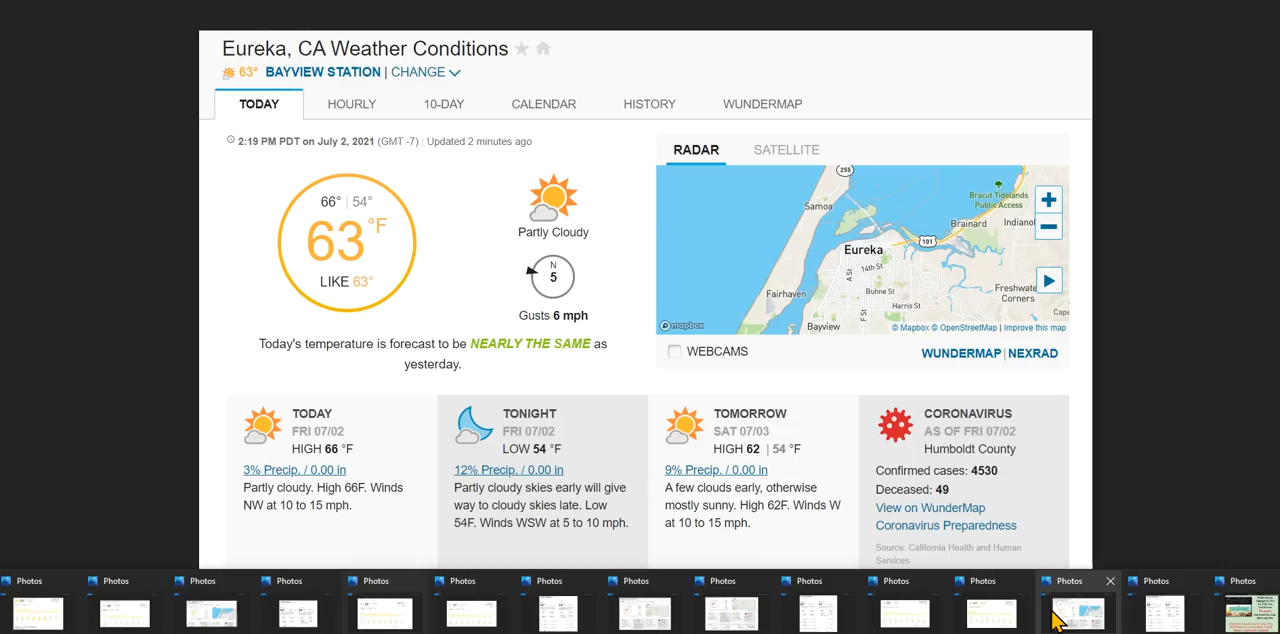 Eureka, CA Weather Conditions
63° BAYVIEW STATION | CHANGE
TODAY HOURLY 10-DAY CALENDAR HISTORY WUNDERMAP
2:19 PM PDT on July 2, 2021 (GMT -7) | Updated 2 minutes ago
66° | 54°
63 °F
LIKE 63°
Partly Cloudy
N
5
Gusts 6 mph
Today's temperature is forecast to be NEARLY THE SAME as
yesterday.
RADAR SATELLITE
255
Samoa
Bracut Tidelands
Public Access
Brainard
Indianol
101
Eureka
14th St
A St
Buhne St
Harris St
F St
Freshwate
Corners
Fairhaven
Bayview
Cape
mapbox
© Mapbox © OpenStreetMap | Improve this map
WEBCAMS
WUNDERMAP | NEXRAD
TODAY
FRI 07/02
HIGH 66 °F
3% Precip. / 0.00 in
Partly cloudy. High 66F. Winds
NW at 10 to 15 mph.
TONIGHT
FRI 07/02
LOW 54 °F
12% Precip. / 0.00 in
Partly cloudy skies early will give
way to cloudy skies late. Low
54F. Winds WSW at 5 to 10 mph.
TOMORROW
SAT 07/03
HIGH 62 | 54 °F
9% Precip. / 0.00 in
A few clouds early, otherwise
mostly sunny. High 62F. Winds W
at 10 to 15 mph.
CORONAVIRUS
AS OF FRI 07/02
Humboldt County
Confirmed cases: 4530
Deceased: 49
View on WunderMap
Coronavirus Preparedness
Source: California Health and Human
Services
Photos Photos Photos Photos Photos Photos Photos Photos Photos Photos Photos Photos Photos Photos Photos